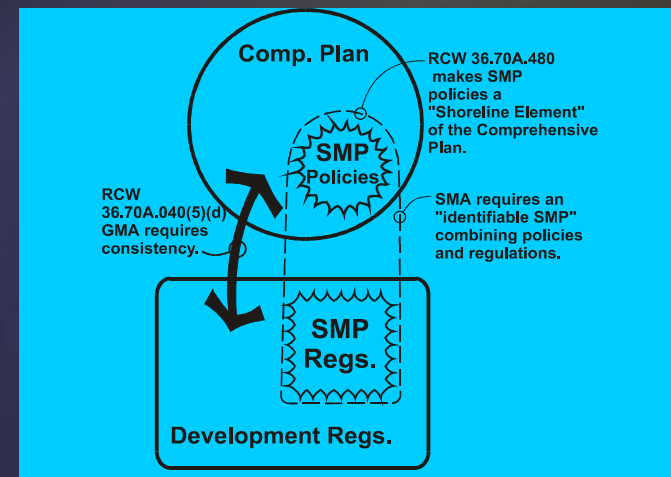 Comp. Plan
RCW 36.70A.480
makes SMP
policies a
"Shoreline Element"
of the Comprehensive
Plan.
SMP
Policies
RCW
36.70A.040(5)(d)
GMA requires
consistency.
SMA requires an
"identifiable SMP"
combining policies
and regulations.
SMP
Regs.
Development Regs.